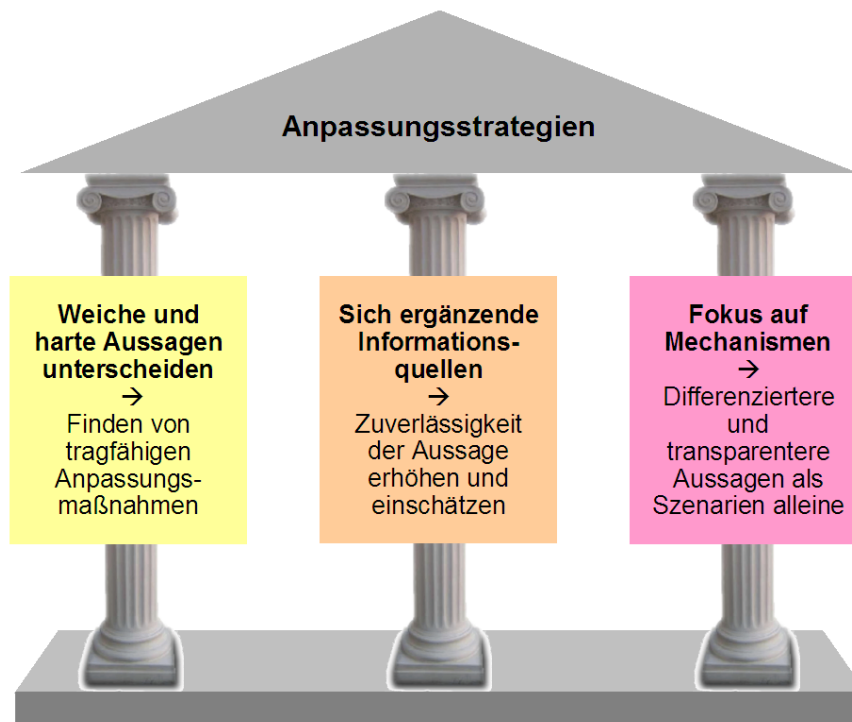 Anpassungsstrategien
Weiche und
harte Aussagen
unterscheiden
→
Finden von
tragfähigen
Anpassungs-
maßnahmen
Sich ergänzende
Informations-
quellen
→
Zuverlässigkeit
der Aussage
erhöhen und
einschätzen
Fokus auf
Mechanismen
→
Differenziertere
und
transparentere
Aussagen als
Szenarien alleine